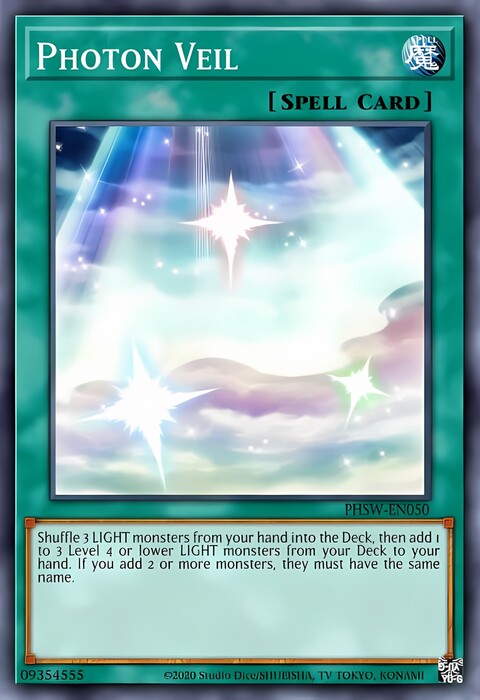 PHOTON VEIL
魔
[SPELL CARD]
PHSW-EN050
Shuffle 3 LIGHT monsters from your hand into the Deck, then add 1
to 3 Level 4 or lower LIGHT monsters from your Deck to your
hand. If you add 2 or more monsters, they must have the same
name.
09354555
©2020 Studio Dice/SHUEISHA, TV TOKYO, KONAMI